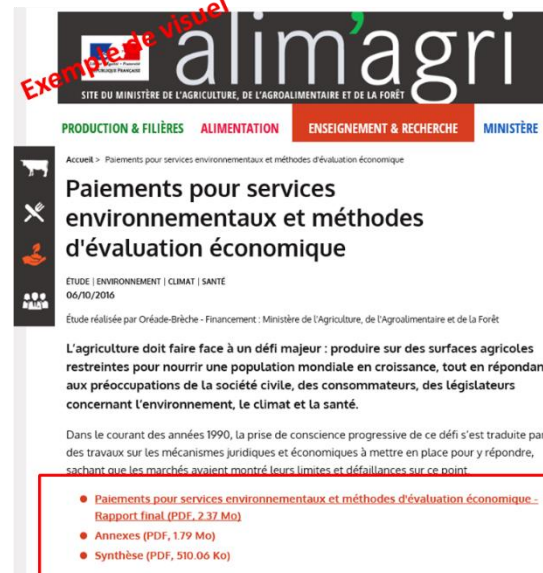 Exemple de visuel
RÉPUBLIQUE FRANÇAISE
alim'agri
SITE DU MINISTÈRE DE L'AGRICULTURE, DE L'AGROALIMENTAIRE ET DE LA FORÊT
PRODUCTION & FILIÈRES ALIMENTATION ENSEIGNEMENT & RECHERCHE MINISTÈRE
Accueil > Paiements pour services environnementaux et méthodes d'évaluation économique
Paiements pour services
environnementaux et méthodes
d'évaluation économique
ÉTUDE | ENVIRONNEMENT | CLIMAT | SANTÉ
06/10/2016
Étude réalisée par Oréade-Brèche - Financement : Ministère de l'Agriculture, de l'Agroalimentaire et de la Forêt
L'agriculture doit faire face à un défi majeur : produire sur des surfaces agricoles
restreintes pour nourrir une population mondiale en croissance, tout en répondan
aux préoccupations de la société civile, des consommateurs, des législateurs
concernant l'environnement, le climat et la santé.
Dans le courant des années 1990, la prise de conscience progressive de ce défi s'est traduite par
des travaux sur les mécanismes juridiques et économiques à mettre en place pour y répondre,
sachant que les marchés avaient montré leurs limites et défaillances sur ce point.
Paiements pour services environnementaux et méthodes d'évaluation économique -
Rapport final (PDF, 2.37 Mo)
Annexes (PDF, 1.79 Mo)
Synthèse (PDF, 510.06 Ko)